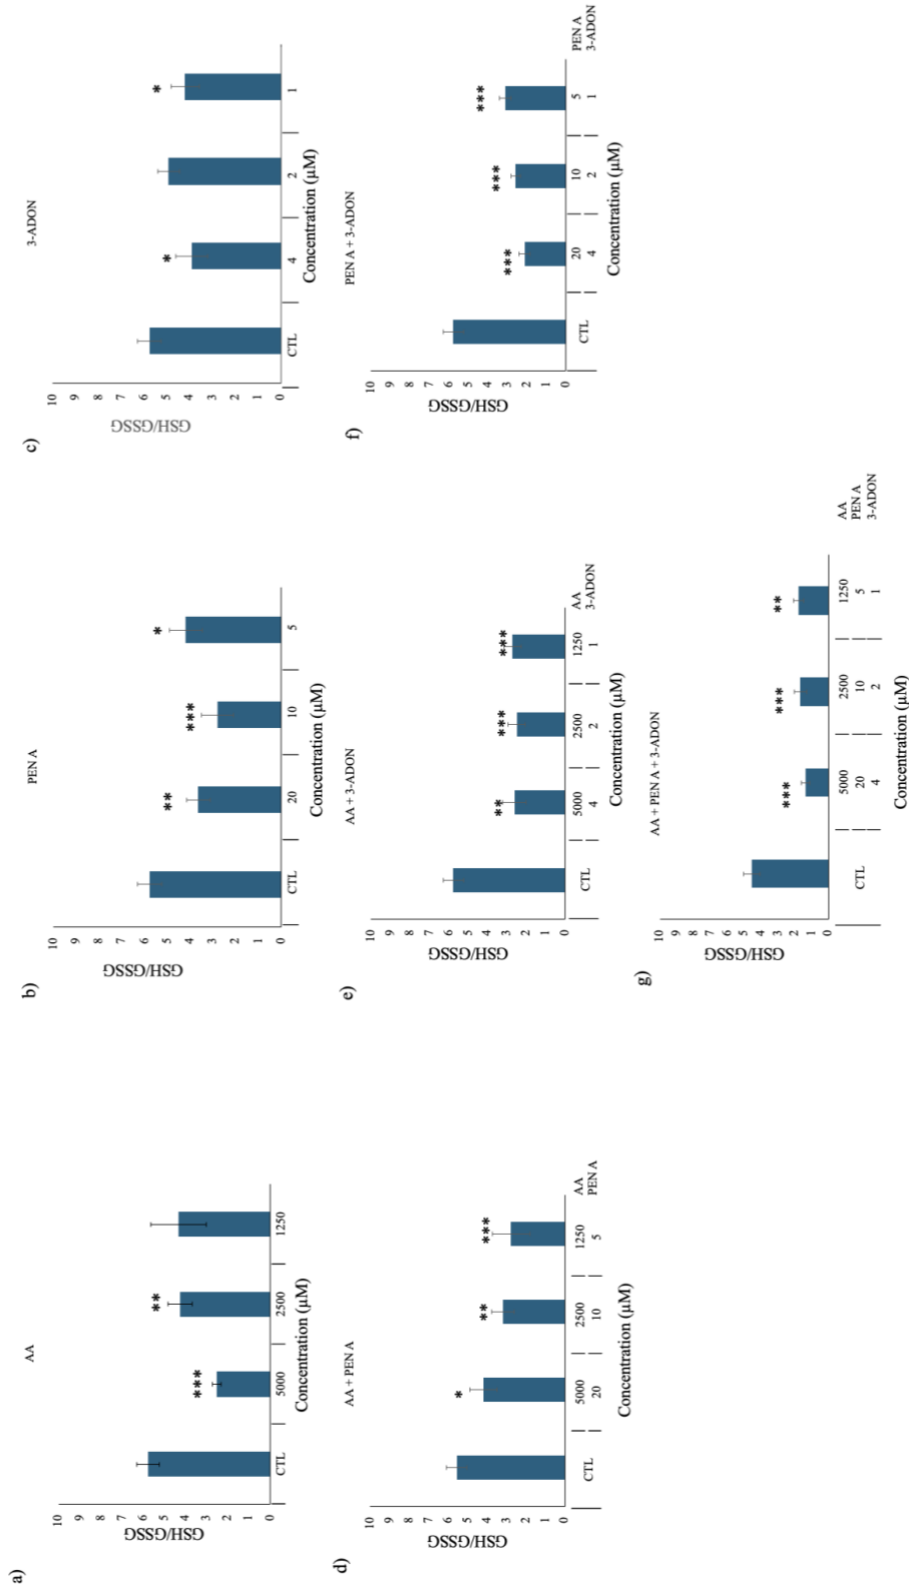 a)
AA
GSH/GSSG
10
9
8
7
6
5
4
3
2
1
0
***
**
CTL
5000
2500
1250
Concentration (μM)
b)
PEN A
GSH/GSSG
10
9
8
7
6
5
4
3
2
1
0
**
***
*
CTL
20
10
5
Concentration (μM)
c)
3-ADON
GSH/GSSG
10
9
8
7
6
5
4
3
2
1
0
*
*
CTL
4
2
1
Concentration (μM)
d)
AA + PEN A
GSH/GSSG
10
9
8
7
6
5
4
3
2
1
0
*
**
***
CTL 5000 2500 1250 AA
20 10 5 PEN A
Concentration (μM)
e)
AA + 3-ADON
GSH/GSSG
10
9
8
7
6
5
4
3
2
1
0
**
***
***
CTL 5000 2500 1250 AA
4 2 1 3-ADON
Concentration (μM)
f)
PEN A + 3-ADON
GSH/GSSG
10
9
8
7
6
5
4
3
2
1
0
***
***
***
CTL 20 10 5 PEN A
4 2 1 3-ADON
Concentration (μM)
g)
AA + PEN A + 3-ADON
GSH/GSSG
10
9
8
7
6
5
4
3
2
1
0
***
***
**
5000 2500 1250 AA
CTL 20 10 5 PEN A
4 2 1 3-ADON
Concentration (μM)